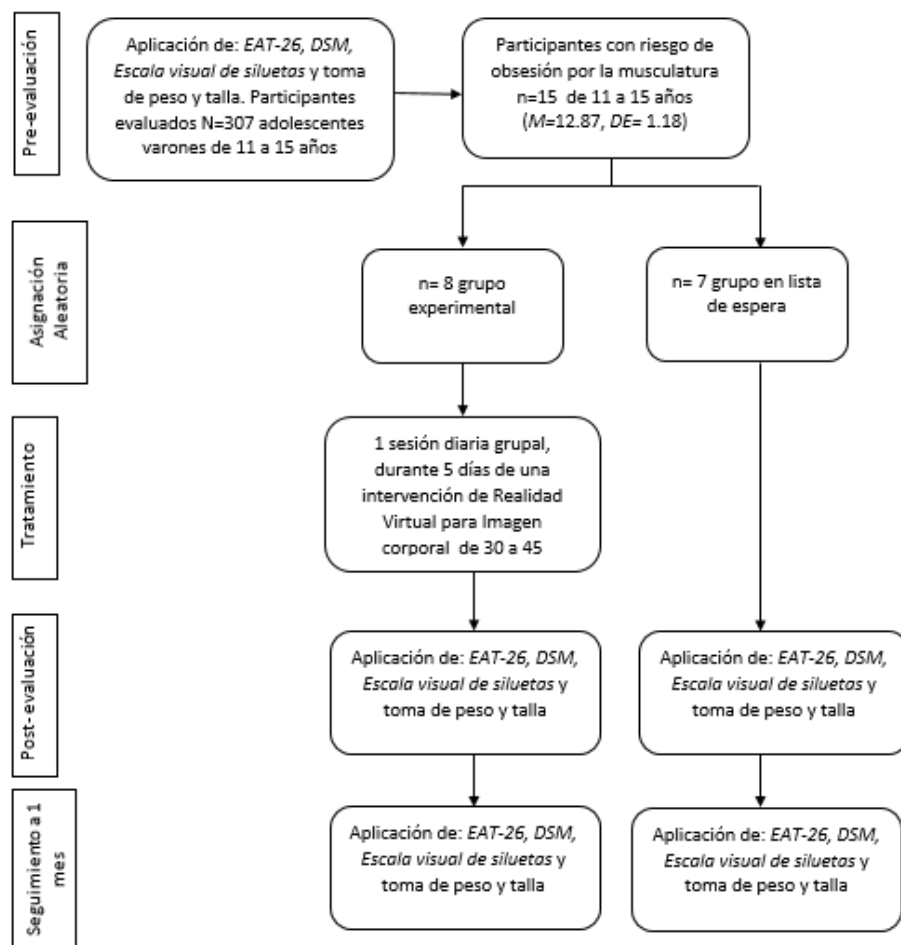 Pre-evaluación
Aplicación de: EAT-26, DSM,
Escala visual de siluetas y toma
de peso y talla. Participantes
evaluados N=307 adolescentes
varones de 11 a 15 años
Participantes con riesgo de
obsesión por la musculatura
n=15 de 11 a 15 años
(M=12.87, DE= 1.18)
Asignación
Aleatoria
n= 8 grupo
experimental
n= 7 grupo en lista
de espera
Tratamiento
1 sesión diaria grupal,
durante 5 días de una
intervención de Realidad
Virtual para Imagen
corporal de 30 a 45
Post- evaluación
Aplicación de: EAT-26, DSM,
Escala visual de siluetas y
toma de peso y talla
Aplicación de: EAT-26, DSM,
Escala visual de siluetas y
toma de peso y talla
Seguimiento a 1
mes
Aplicación de: EAT-26, DSM,
Escala visual de siluetas y
toma de peso y talla
Aplicación de: EAT-26, DSM,
Escala visual de siluetas y
toma de peso y talla